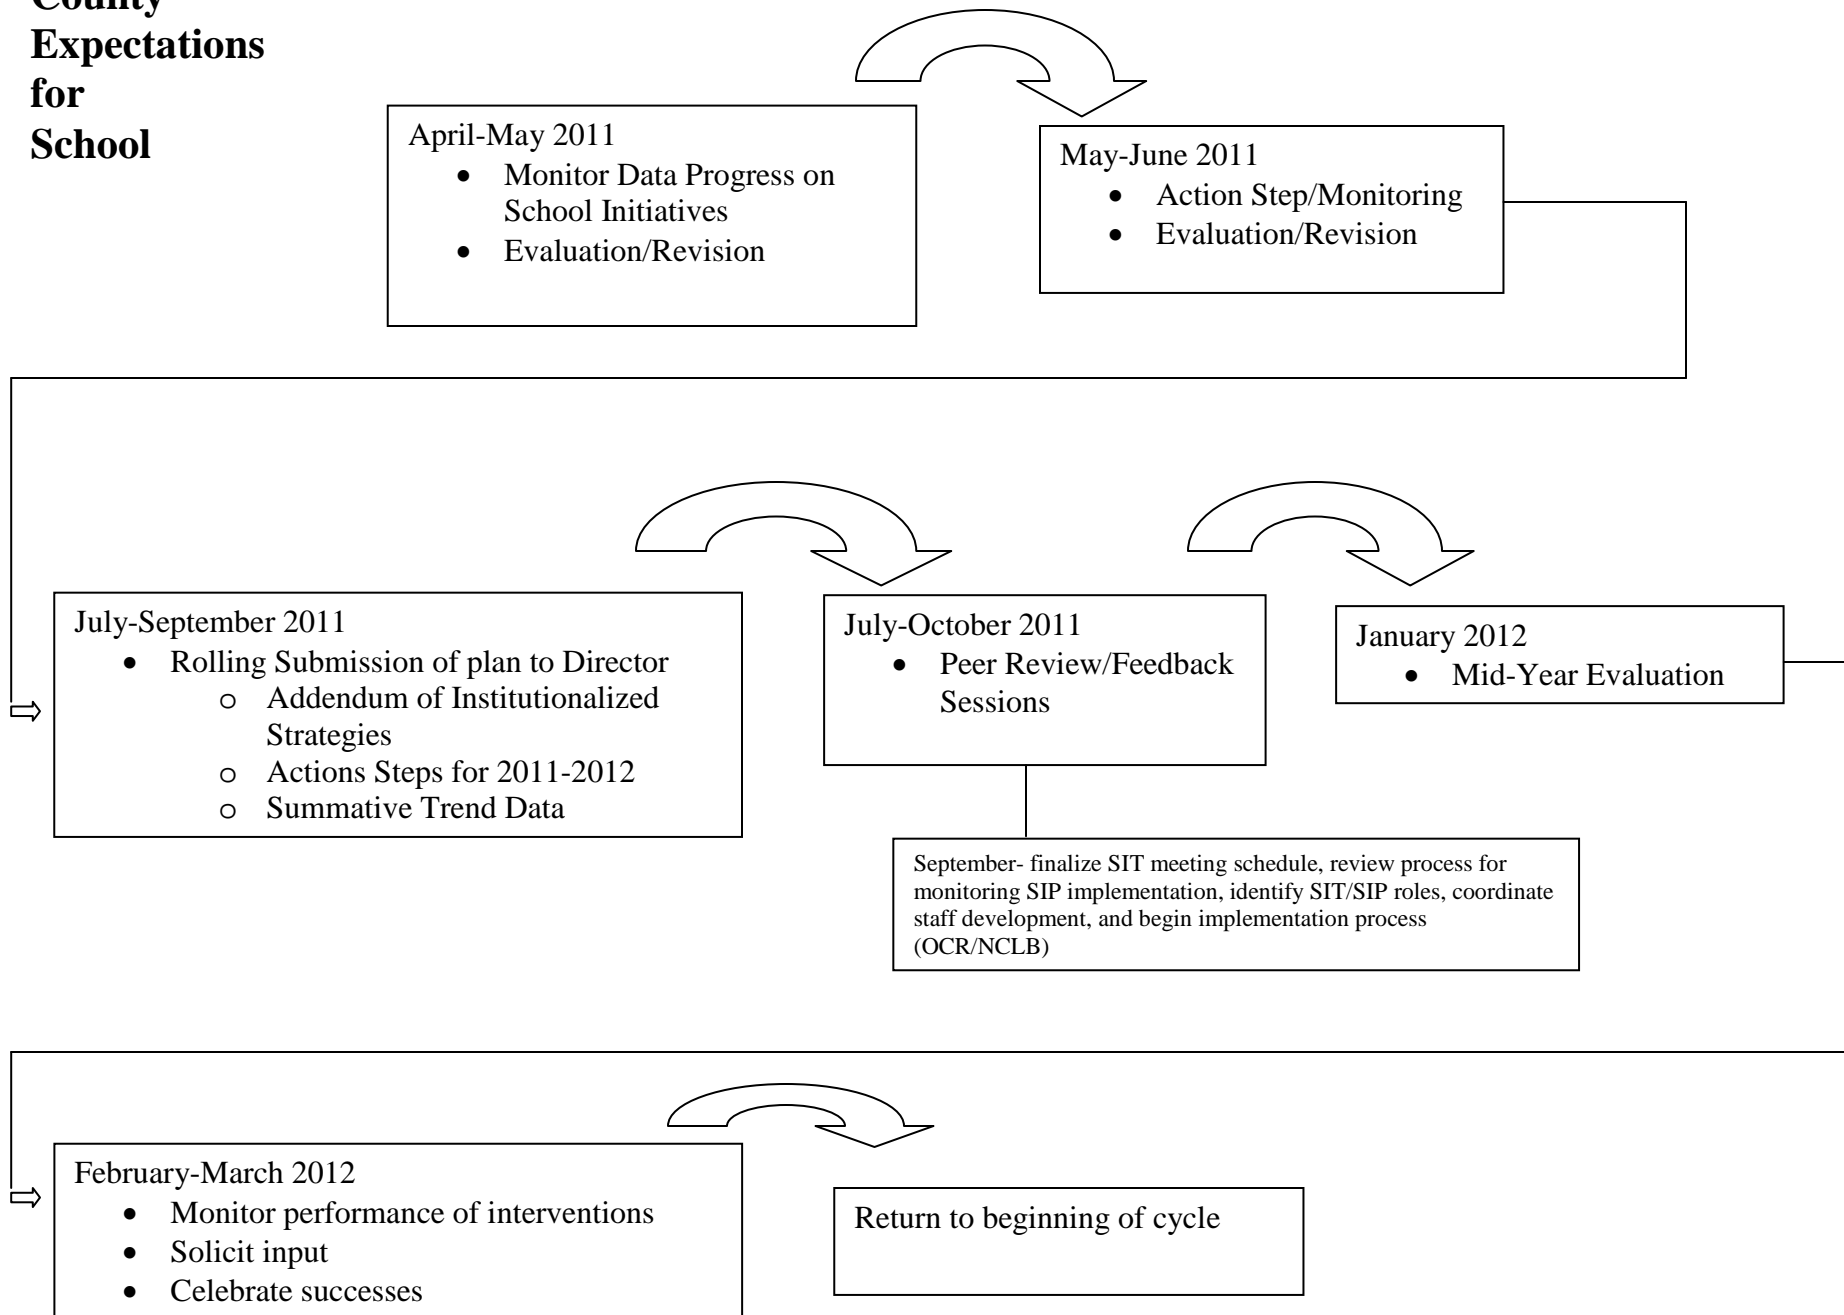 County
Expectations
for
School
April-May 2011
• Monitor Data Progress on
School Initiatives
• Evaluation/Revision
May-June 2011
• Action Step/Monitoring
• Evaluation/Revision
July-September 2011
• Rolling Submission of plan to Director
o Addendum of Institutionalized
Strategies
o Actions Steps for 2011-2012
o Summative Trend Data
July-October 2011
• Peer Review/Feedback
Sessions
January 2012
• Mid-Year Evaluation
September- finalize SIT meeting schedule, review process for
monitoring SIP implementation, identify SIT/SIP roles, coordinate
staff development, and begin implementation process
(OCR/NCLB)
February-March 2012
• Monitor performance of interventions
• Solicit input
• Celebrate successes
Return to beginning of cycle